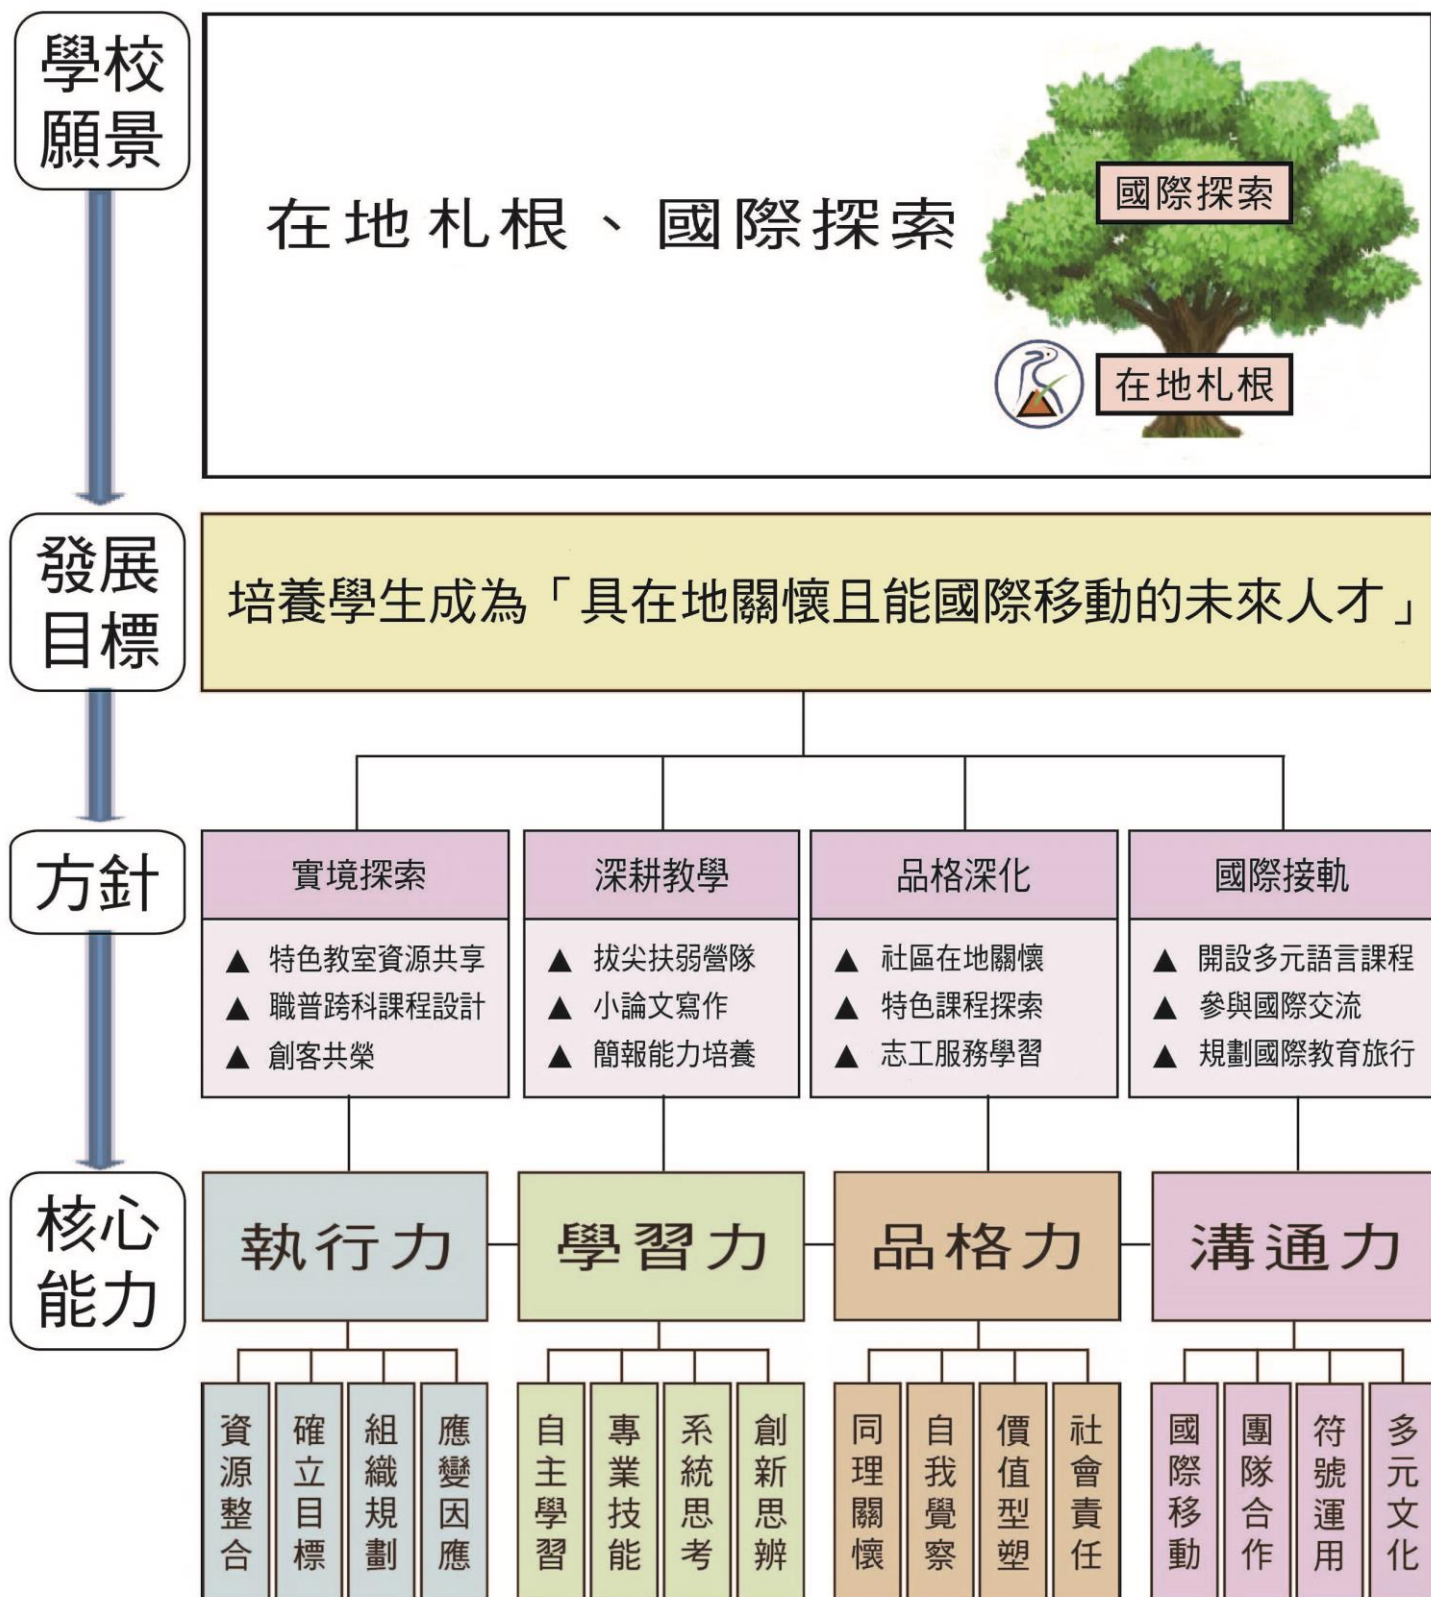 學校
願景
在地札根、國際探索
國際探索
在地札根
發展
目標
培養學生成為「具在地關懷且能國際移動的未來人才」
方針
實境探索
▲ 特色教室資源共享
▲ 職普跨科課程設計
▲ 創客共榮
深耕教學
▲ 拔尖扶弱營隊
▲ 小論文寫作
▲ 簡報能力培養
品格深化
▲ 社區在地關懷
▲ 特色課程探索
▲ 志工服務學習
國際接軌
▲ 開設多元語言課程
▲ 參與國際交流
▲ 規劃國際教育旅行
核心
能力
執行力
學習力
品格力
溝通力
資源整合
確立目標
組織規劃
應變因應
自主學習
專業技能
系統思考
創新思辨
同理關懷
自我覺察
價值型塑
社會責任
國際移動
團隊合作
符號運用
多元文化